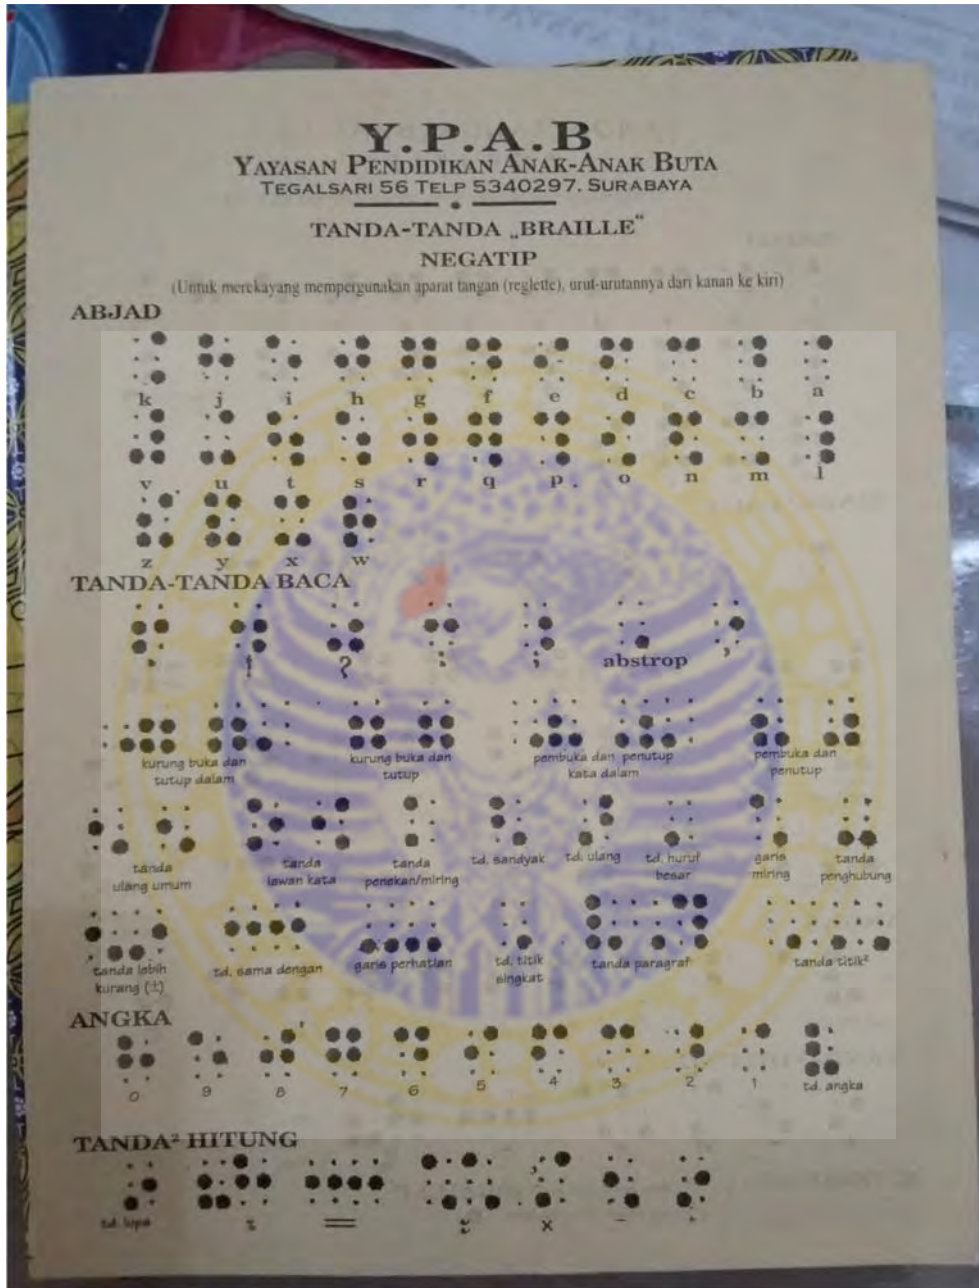 Y.P.A.B
YAYASAN PENDIDIKAN ANAK-ANAK BUTA
TEGALSARI 56 TELP 5340297. SURABAYA
TANDA-TANDA „BRAILLE“
NEGATIP
(Untuk merekayang mempergunakan aparat tangan (reglette), urut-urutannya dari kanan ke kiri)
ABJAD
k j i h g f e d c b a
v u t s r q p. o n m l
z y x w
TANDA-TANDA BACA
. ! ? : ; abstrop ,
kurung buka dan tutup dalam
kurung buka dan tutup
pembuka dan penutup kata dalam
pembuka dan penutup
tanda ulang umum
tanda lawan kata
tanda penekan/miring
td. sandyak
td. ulang
td. huruf besar
garis miring
tanda penghubung
tanda labih kurang (±)
td. sama dengan
garis perhatian
td. titik singkat
tanda paragraf
tanda titik²
ANGKA
0 9 8 7 6 5 4 3 2 1 td. angka
TANDA² HITUNG
td. lupa = x - +